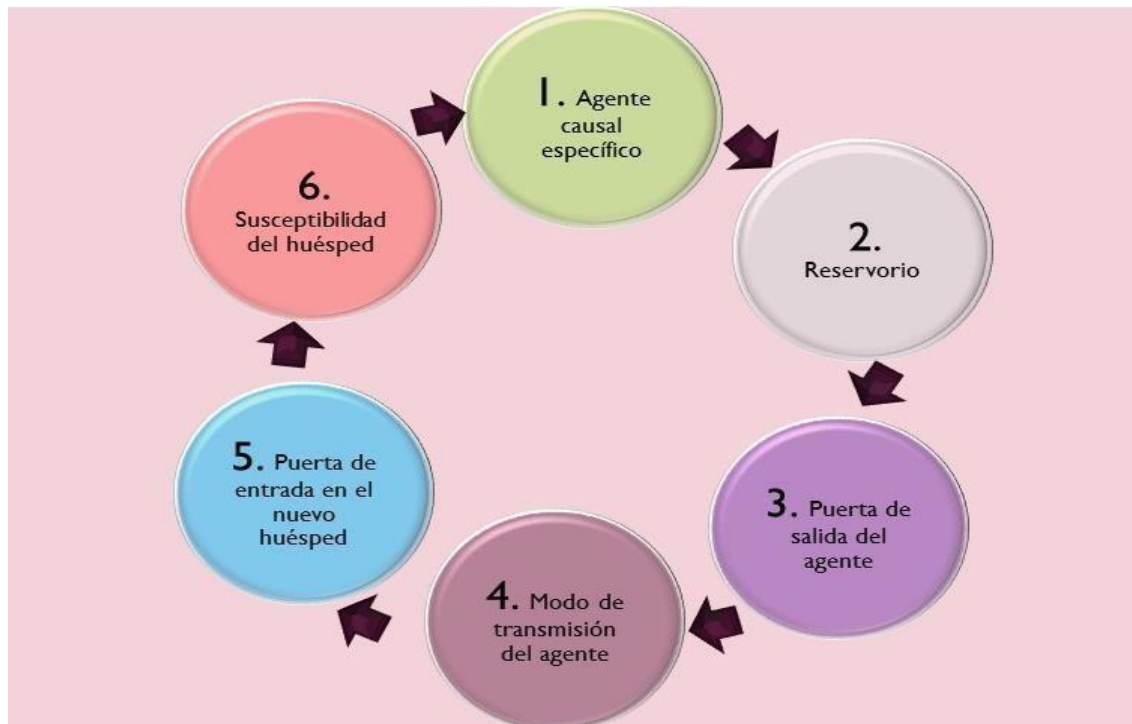 1. Agente
causal
específico
2.
Reservorio
3. Puerta de
salida del
agente
4. Modo de
transmisión
del agente
5. Puerta de
entrada en el
nuevo
huésped
6.
Susceptibilidad
del huésped